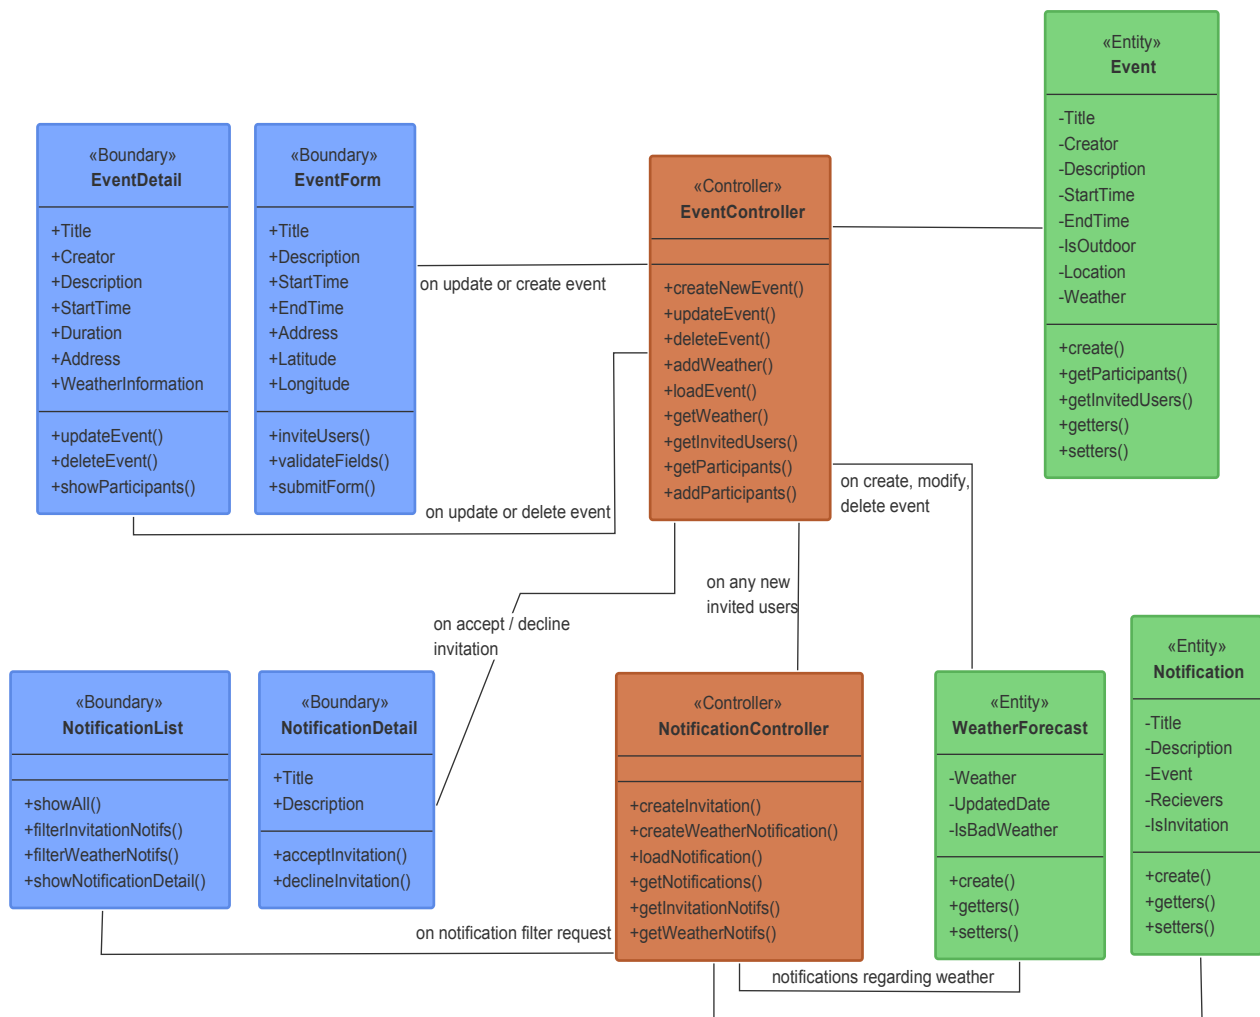 «Entity»
Event
-Title
-Creator
-Description
-StartTime
-EndTime
-IsOutdoor
-Location
-Weather
+create()
+getParticipants()
+getInvitedUsers()
+getters()
+setters()
«Boundary»
EventDetail
+Title
+Creator
+Description
+StartTime
+Duration
+Address
+WeatherInformation
+updateEvent()
+deleteEvent()
+showParticipants()
«Boundary»
EventForm
+Title
+Description
+StartTime
+EndTime
+Address
+Latitude
+Longitude
+inviteUsers()
+validateFields()
+submitForm()
on update or create event
on update or delete event
«Controller»
EventController
+createNewEvent()
+updateEvent()
+deleteEvent()
+addWeather()
+loadEvent()
+getWeather()
+getInvitedUsers()
+getParticipants()
+addParticipants()
on create, modify,
delete event
on any new
invited users
on accept / decline
invitation
«Boundary»
NotificationList
+showAll()
+filterInvitationNotifs()
+filterWeatherNotifs()
+showNotificationDetail()
«Boundary»
NotificationDetail
+Title
+Description
+acceptInvitation()
+declineInvitation()
on notification filter request
«Controller»
NotificationController
+createInvitation()
+createWeatherNotification()
+loadNotification()
+getNotifications()
+getInvitationNotifs()
+getWeatherNotifs()
«Entity»
WeatherForecast
-Weather
-UpdatedDate
-IsBadWeather
+create()
+getters()
+setters()
notifications regarding weather
«Entity»
Notification
-Title
-Description
-Event
-Recievers
-IsInvitation
+create()
+getters()
+setters()